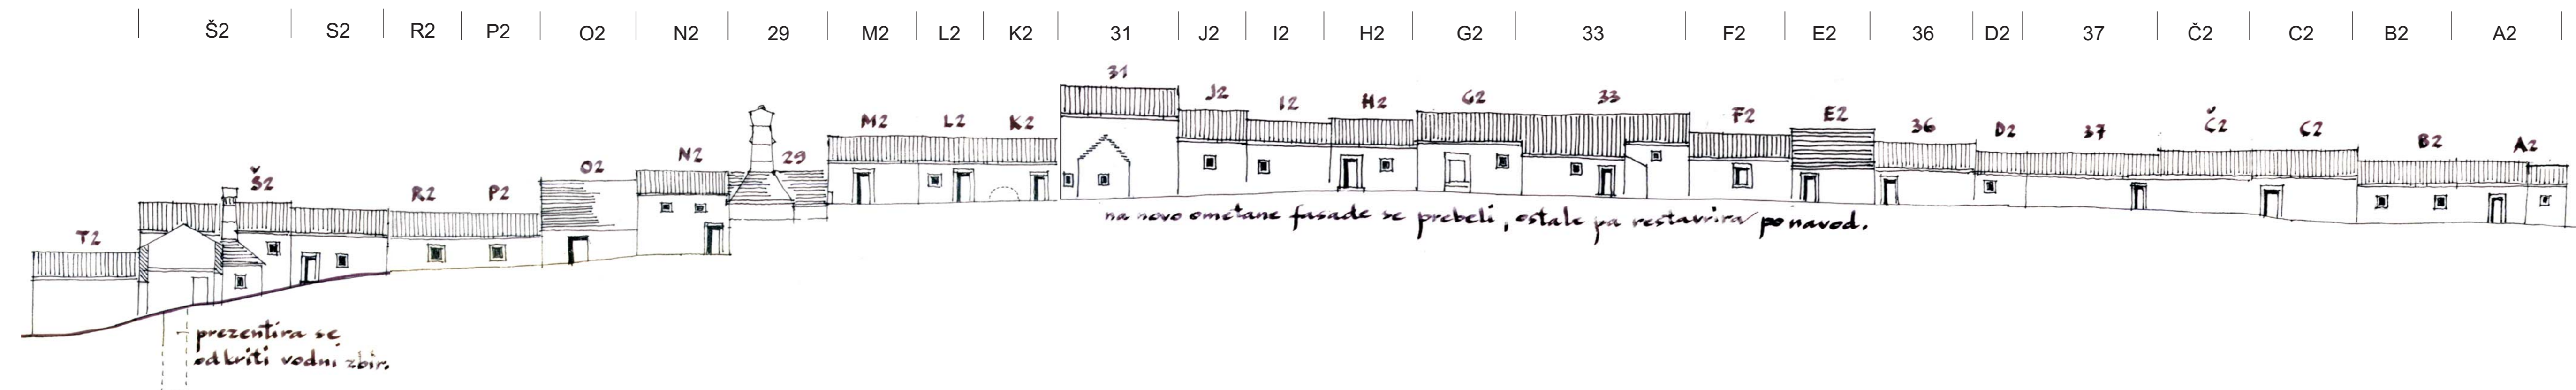 Š2 S2 R2 P2 O2 N2 29 M2 L2 K2 31 J2 I2 H2 G2 33 F2 E2 36 D2 37 Č2 C2 B2 A2
T2 Š2 R2 P2 O2 N2 29 M2 L2 K2 31 J2 I2 H2 G2 33 F2 E2 36 D2 37 Č2 C2 B2 A2
na novo ometane fasade se prebeli, ostale pa restavrira po navod.
prezentira se
odkriti vodni zbir.